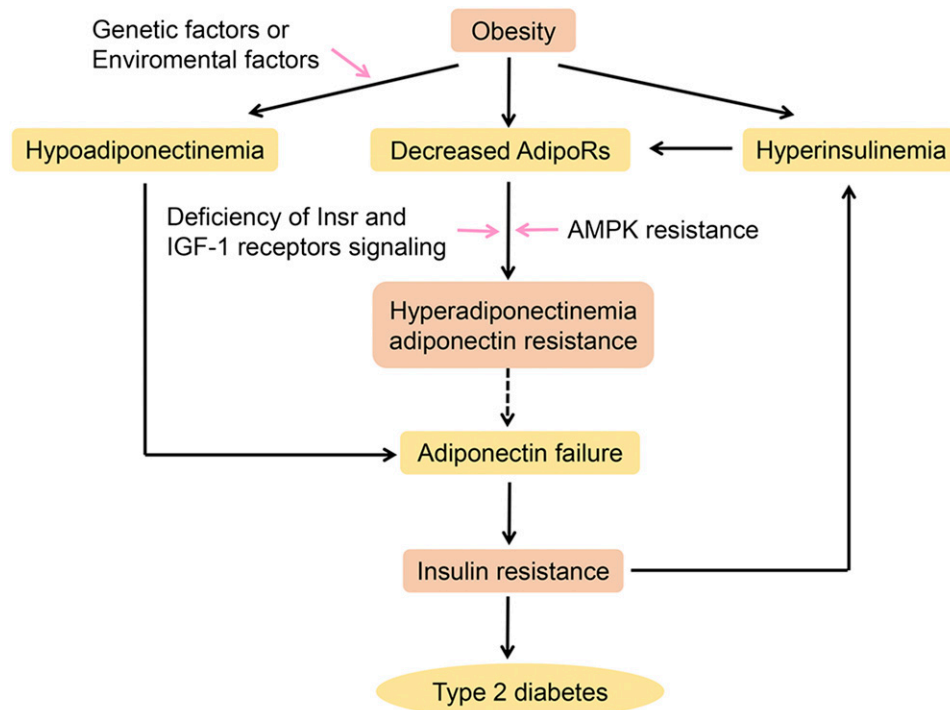 Genetic factors or
Enviromental factors
Obesity
Hypoadiponectinemia
Decreased AdipoRs
Hyperinsulinemia
Deficiency of Insr and
IGF-1 receptors signaling
AMPK resistance
Hyperadiponectinemia
adiponectin resistance
Adiponectin failure
Insulin resistance
Type 2 diabetes